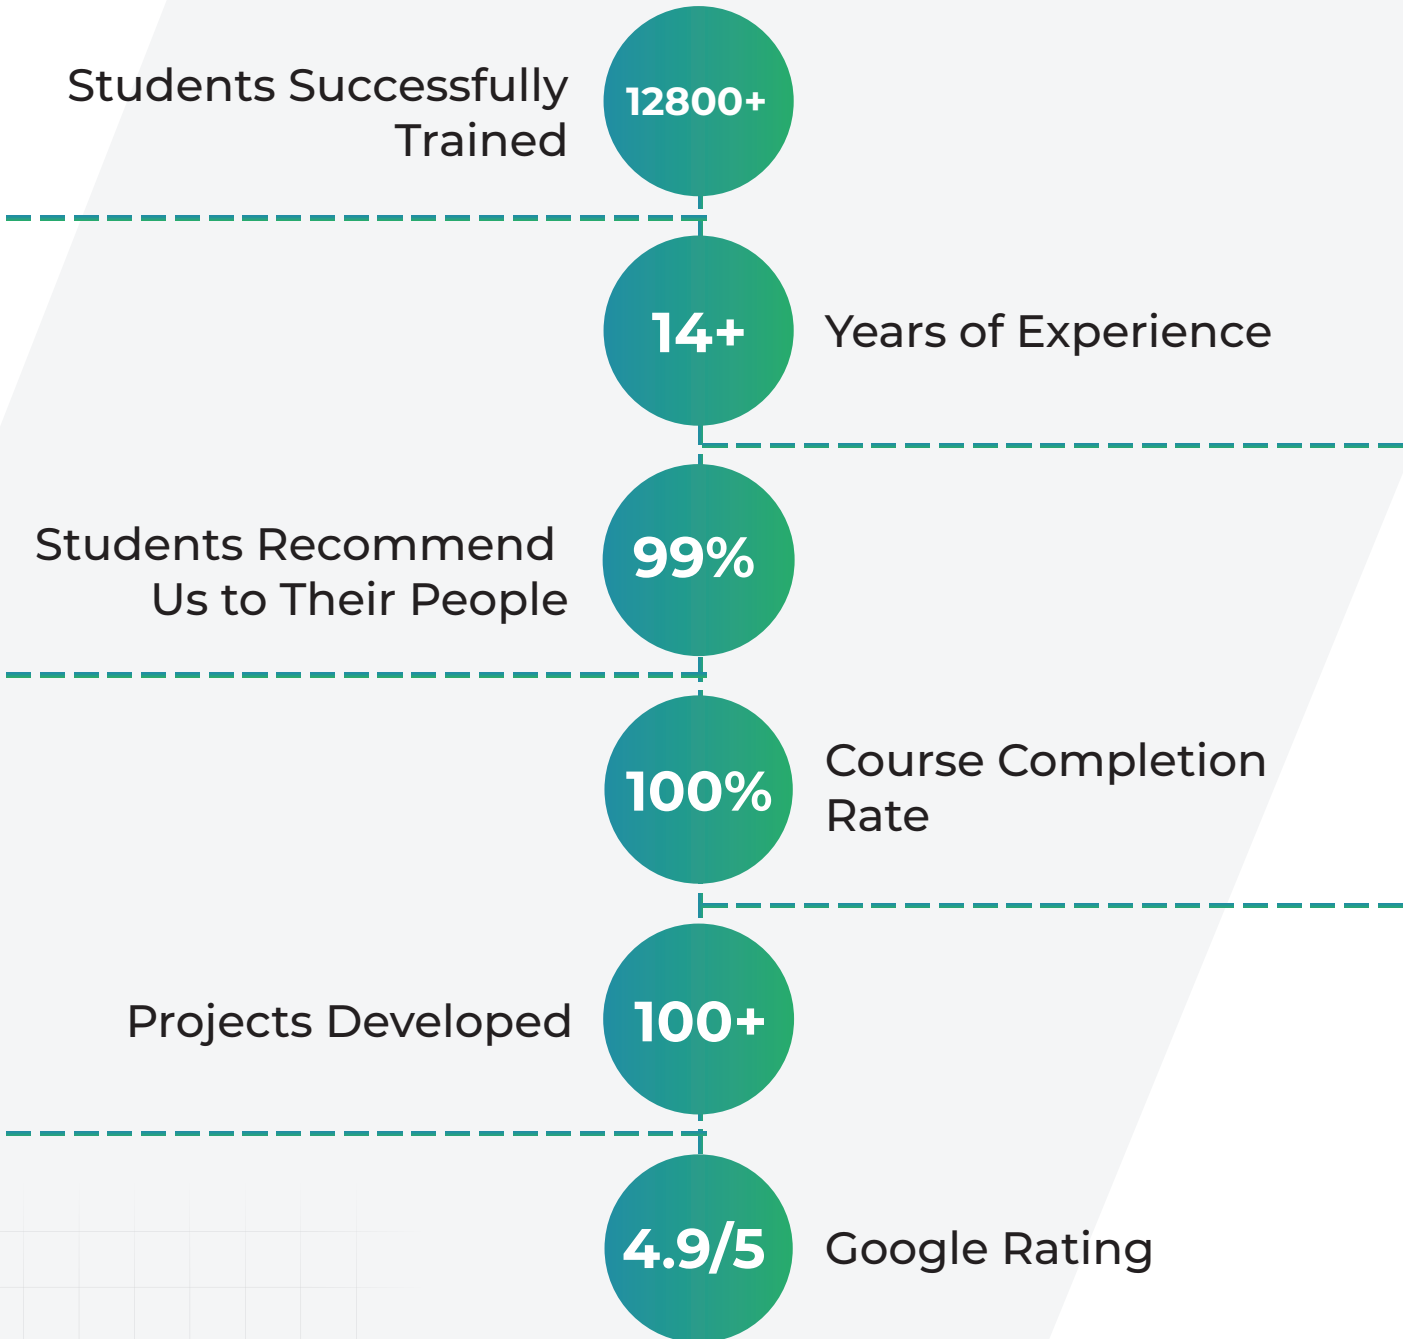 Students Successfully
Trained
12800+
14+
Years of Experience
Students Recommend
Us to Their People
99%
100%
Course Completion
Rate
Projects Developed
100+
4.9/5
Google Rating